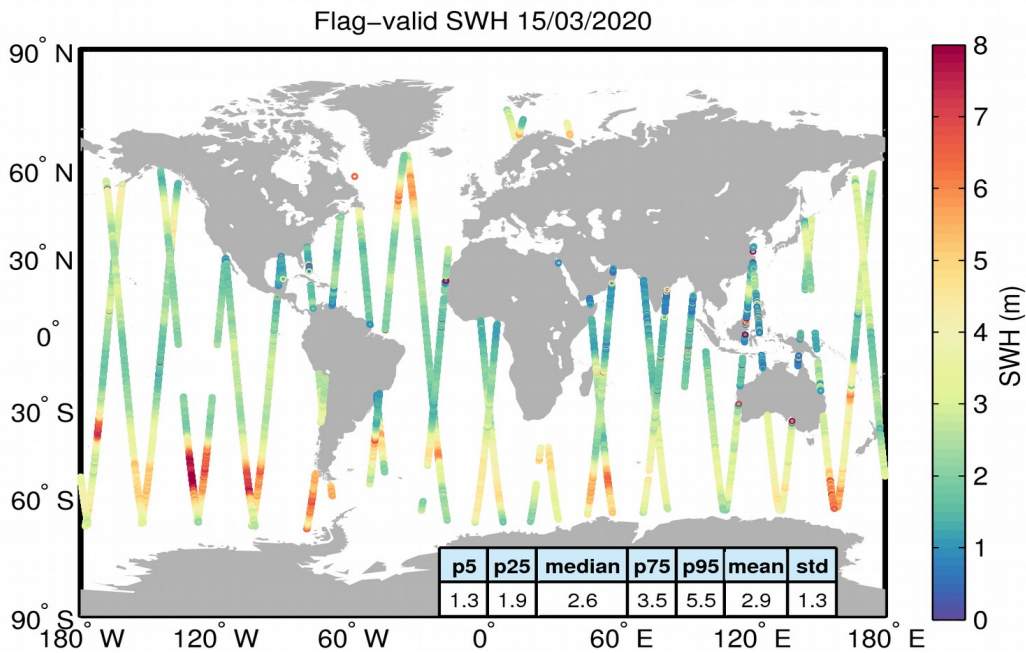 Flag−valid SWH 15/03/2020
90° N
60° N
30° N
0°
30° S
60° S
90° S
180° W
120° W
60° W
0°
60° E
120° E
180° E
p5 p25 median p75 p95 mean std
1.3 1.9 2.6 3.5 5.5 2.9 1.3
8
7
6
5
4
3
2
1
0
SWH (m)